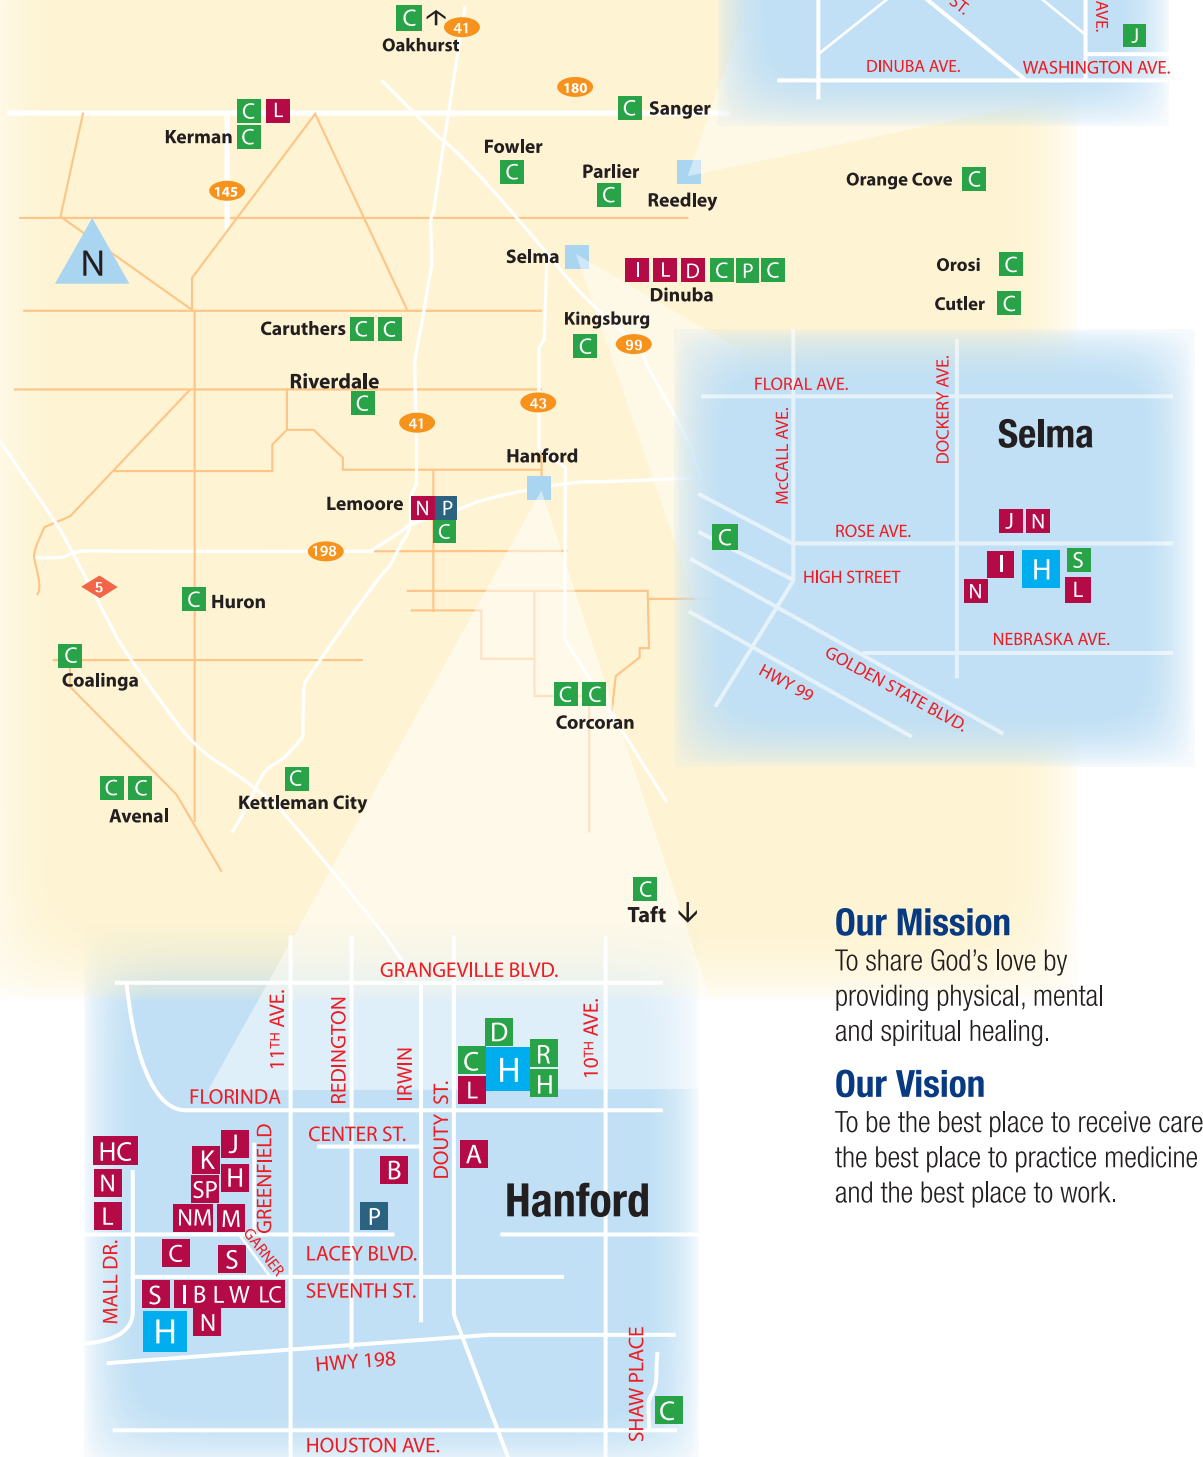 C
41
Oakhurst
ST.
AVE.
J
DINUBA AVE.
WASHINGTON AVE.
180
C L
Kerman C
C Sanger
145
Fowler
C
Parlier
C
Reedley
Orange Cove C
N
Selma
I L D C P C
Dinuba
Orosi C
Cutler C
Caruthers C C
Kingsburg
C
99
Riverdale
C
41
43
Hanford
Lemoore N P
C
198
5
C Huron
C
Coalinga
C C
Corcoran
C C
Avenal
C
Kettleman City
C
Taft
FLORAL AVE.
McCALL AVE.
DOCKERY AVE.
Selma
J N
C
ROSE AVE.
I H S
N L
HIGH STREET
NEBRASKA AVE.
GOLDEN STATE BLVD.
HWY 99
Our Mission
To share God's love by
providing physical, mental
and spiritual healing.
Our Vision
To be the best place to receive care
the best place to practice medicine
and the best place to work.
GRANGEVILLE BLVD.
11TH AVE.
REDINGTON
IRWIN
DOUTY ST.
10TH AVE.
D
C H R
L H
FLORINDA
CENTER ST.
GREENFIELD
HC
N
L
J
K H
SP
NM M
B
A
P
Hanford
GARNER
C S
LACEY BLVD.
MALL DR.
S I B L W LC
SEVENTH ST.
H N
HWY 198
SHAW PLACE
C
HOUSTON AVE.